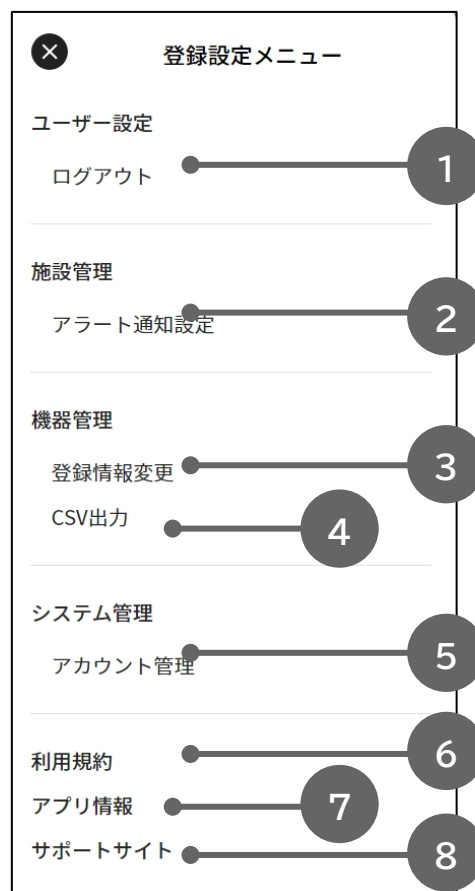 登録設定メニュー
ユーザー設定
ログアウト
1
施設管理
アラート通知設定
2
機器管理
登録情報変更
3
CSV出力
4
システム管理
アカウント管理
5
利用規約
6
アプリ情報
7
サポートサイト
8